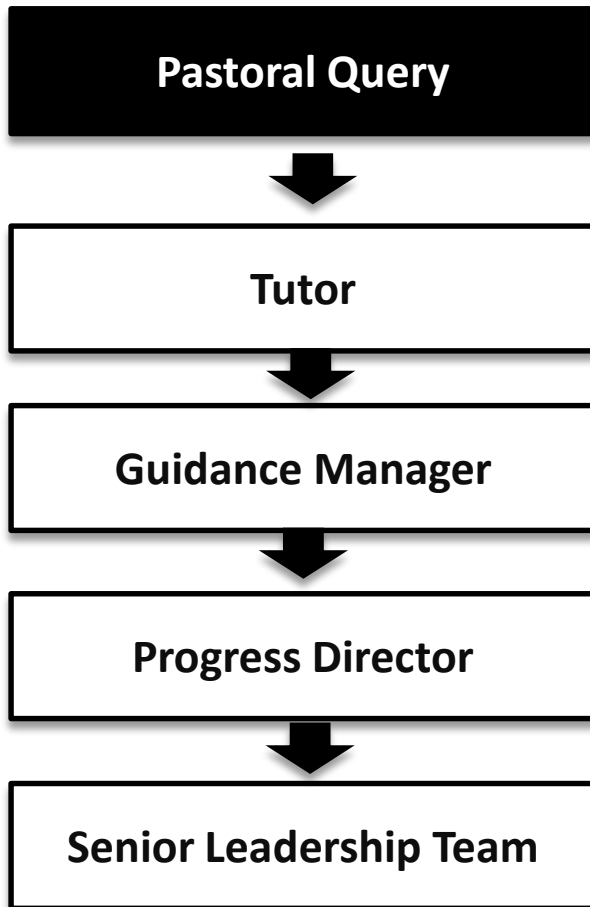 Pastoral Query
Tutor
Guidance Manager
Progress Director
Senior Leadership Team